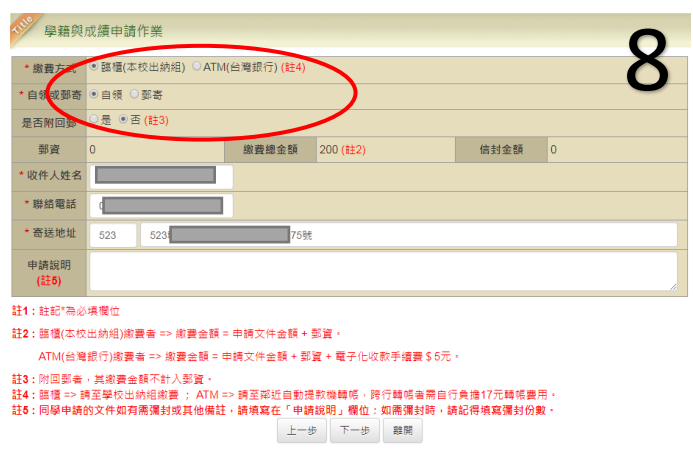 Title 學籍與成績申請作業
8
* 繳費方式 臨櫃(本校出納組) ATM(台灣銀行) (註4)
* 自領或郵寄 自領 郵寄
是否附回郵 是 否 (註3)
郵資 0 繳費總金額 200 (註2) 信封金額 0
* 收件人姓名
* 聯絡電話
* 寄送地址 523 523 75號
申請說明
(註5)
註1：註記*為必填欄位
註2：臨櫃(本校出納組)繳費者 => 繳費金額 = 申請文件金額 + 郵資。
ATM(台灣銀行)繳費者 => 繳費金額 = 申請文件金額 + 郵資 + 電子化收款手續費＄5元。
註3：附回郵者，其繳費金額不計入郵資。
註4：臨櫃 => 請至學校出納組繳費 ； ATM => 請至鄰近自動提款機轉帳，跨行轉帳者需自行負擔17元轉帳費用。
註5：同學申請的文件如有需彌封或其他備註，請填寫在「申請說明」欄位：如需彌封時，請記得填寫彌封份數。
上一步 下一步 離開